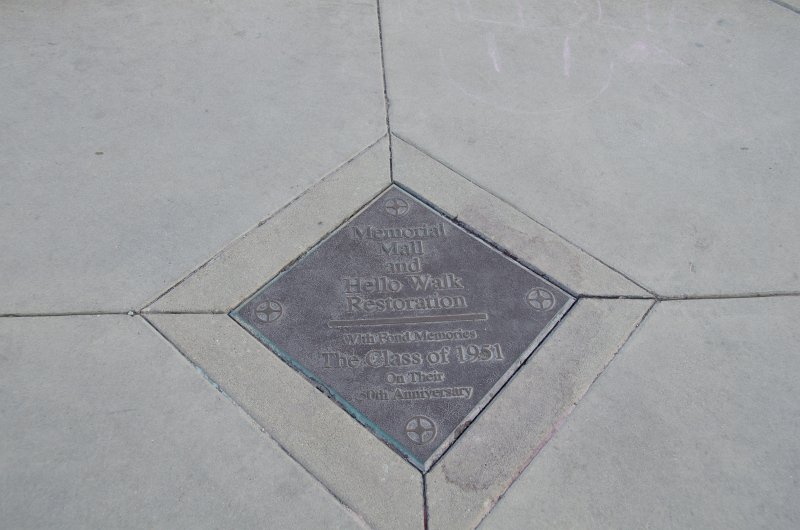 Memorial
Mall
and
Hello Walk
Restoration
With Fond Memories
The Class of 1951
On Their
50th Anniversary